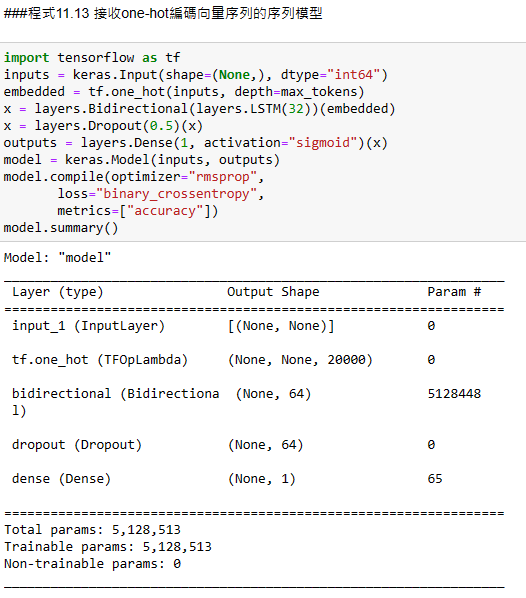 ###程式11.13 接收one-hot編碼向量序列的序列模型
import tensorflow as tf
inputs = keras.Input(shape=(None,), dtype="int64")
embedded = tf.one_hot(inputs, depth=max_tokens)
x = layers.Bidirectional(layers.LSTM(32))(embedded)
x = layers.Dropout(0.5)(x)
outputs = layers.Dense(1, activation="sigmoid")(x)
model = keras.Model(inputs, outputs)
model.compile(optimizer="rmsprop",
loss="binary_crossentropy",
metrics=["accuracy"])
model.summary()
Model: "model"
Layer (type) Output Shape Param #
=================================================================
input_1 (InputLayer) [(None, None)] 0
tf.one_hot (TFOpLambda) (None, None, 20000) 0
bidirectional (Bidirectiona (None, 64) 5128448
l)
dropout (Dropout) (None, 64) 0
dense (Dense) (None, 1) 65
=================================================================
Total params: 5,128,513
Trainable params: 5,128,513
Non-trainable params: 0